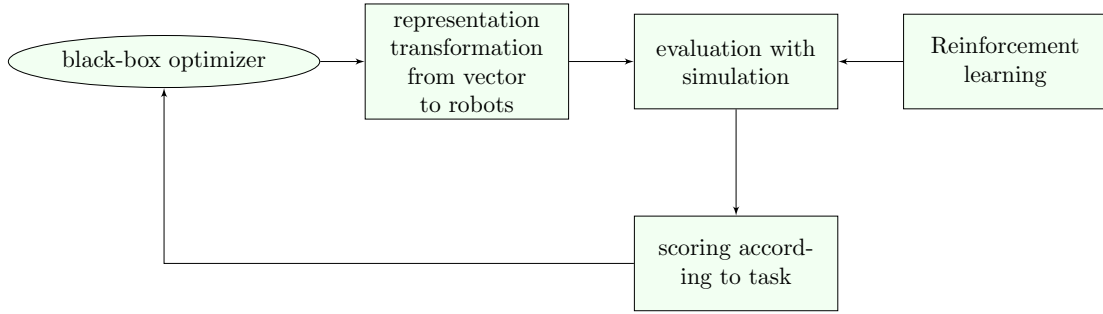 black-box optimizer
representation
transformation
from vector
to robots
evaluation with
simulation
Reinforcement
learning
scoring accord-
ing to task